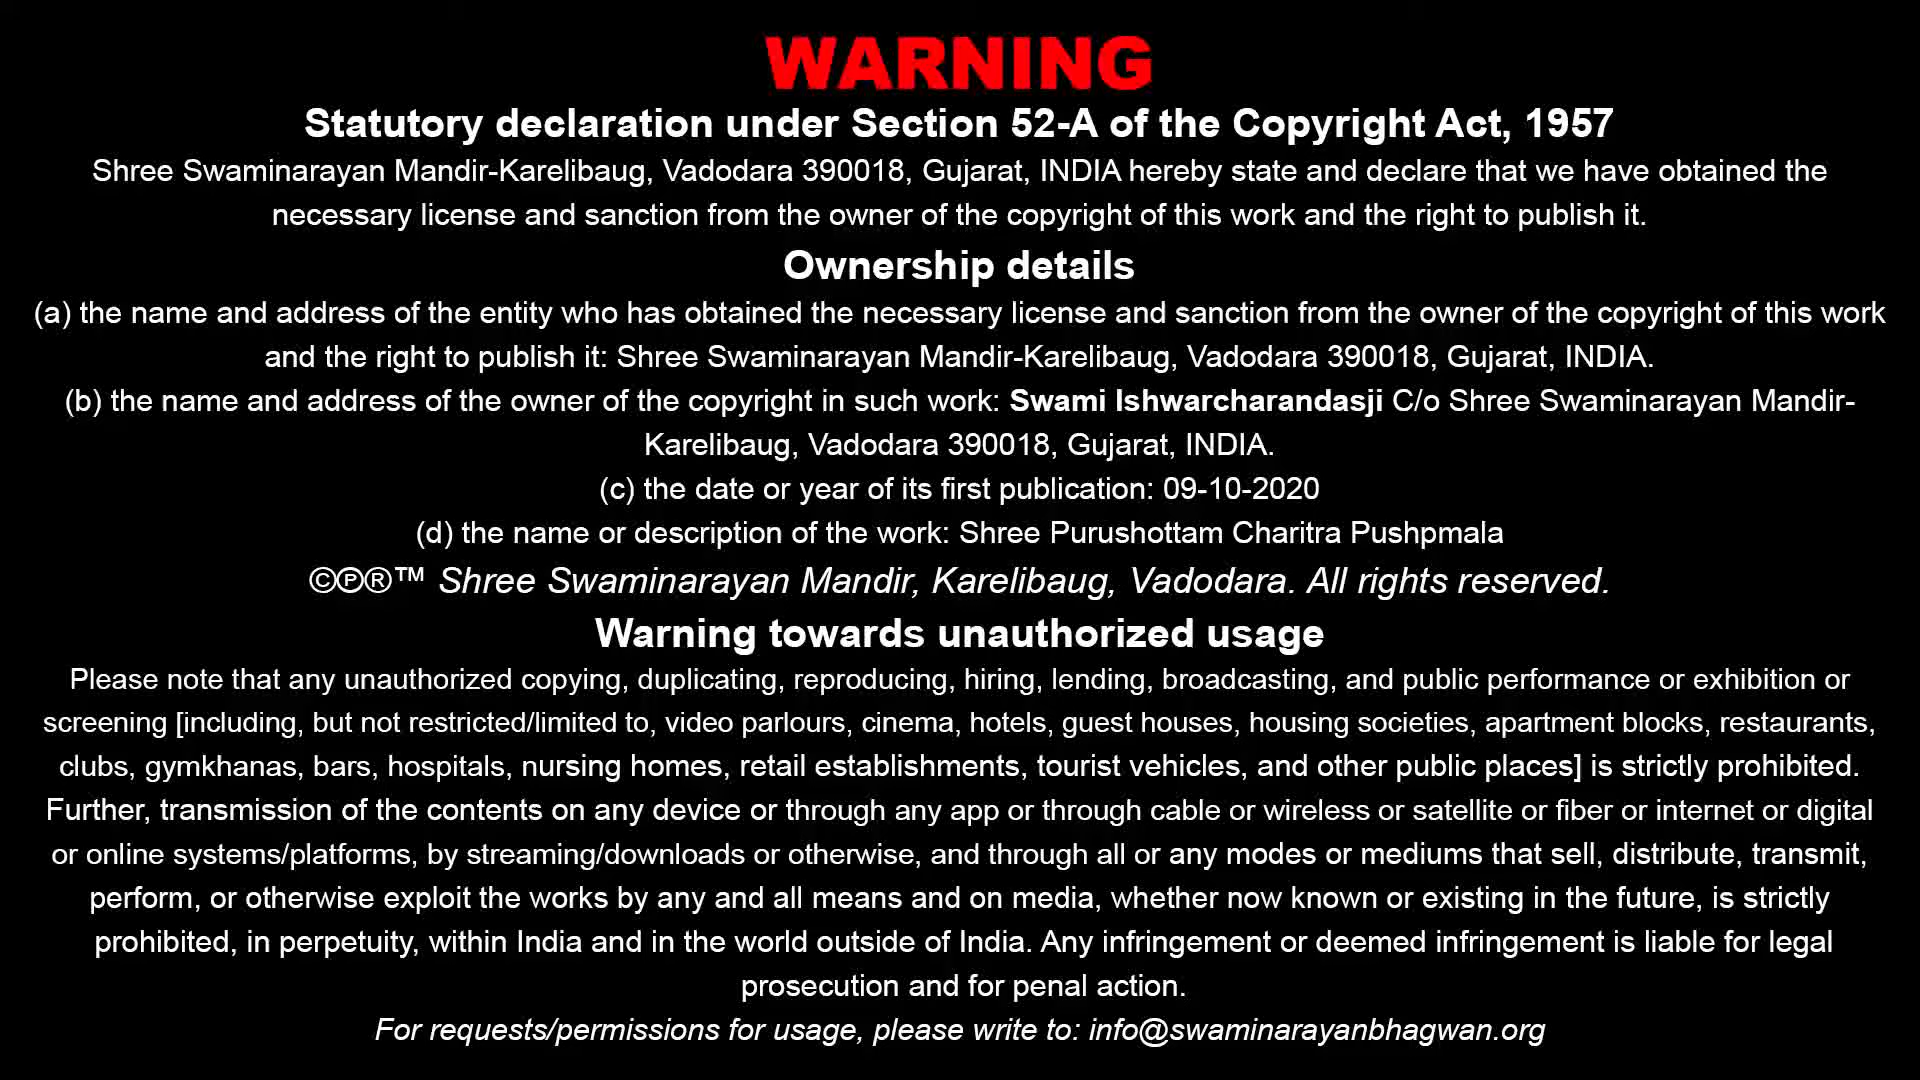 WARNING
Statutory declaration under Section 52-A of the Copyright Act, 1957
Shree Swaminarayan Mandir-Karelibaug, Vadodara 390018, Gujarat, INDIA hereby state and declare that we have obtained the
necessary license and sanction from the owner of the copyright of this work and the right to publish it.
Ownership details
(a) the name and address of the entity who has obtained the necessary license and sanction from the owner of the copyright of this work
and the right to publish it: Shree Swaminarayan Mandir-Karelibaug, Vadodara 390018, Gujarat, INDIA.
(b) the name and address of the owner of the copyright in such work: Swami Ishwarcharandasji C/o Shree Swaminarayan Mandir-
Karelibaug, Vadodara 390018, Gujarat, INDIA.
(c) the date or year of its first publication: 09-10-2020
(d) the name or description of the work: Shree Purushottam Charitra Pushpmala
©℗®™ Shree Swaminarayan Mandir, Karelibaug, Vadodara. All rights reserved.
Warning towards unauthorized usage
Please note that any unauthorized copying, duplicating, reproducing, hiring, lending, broadcasting, and public performance or exhibition or
screening [including, but not restricted/limited to, video parlours, cinema, hotels, guest houses, housing societies, apartment blocks, restaurants,
clubs, gymkhanas, bars, hospitals, nursing homes, retail establishments, tourist vehicles, and other public places] is strictly prohibited.
Further, transmission of the contents on any device or through any app or through cable or wireless or satellite or fiber or internet or digital
or online systems/platforms, by streaming/downloads or otherwise, and through all or any modes or mediums that sell, distribute, transmit,
perform, or otherwise exploit the works by any and all means and on media, whether now known or existing in the future, is strictly
prohibited, in perpetuity, within India and in the world outside of India. Any infringement or deemed infringement is liable for legal
prosecution and for penal action.
For requests/permissions for usage, please write to: info@swaminarayanbhagwan.org